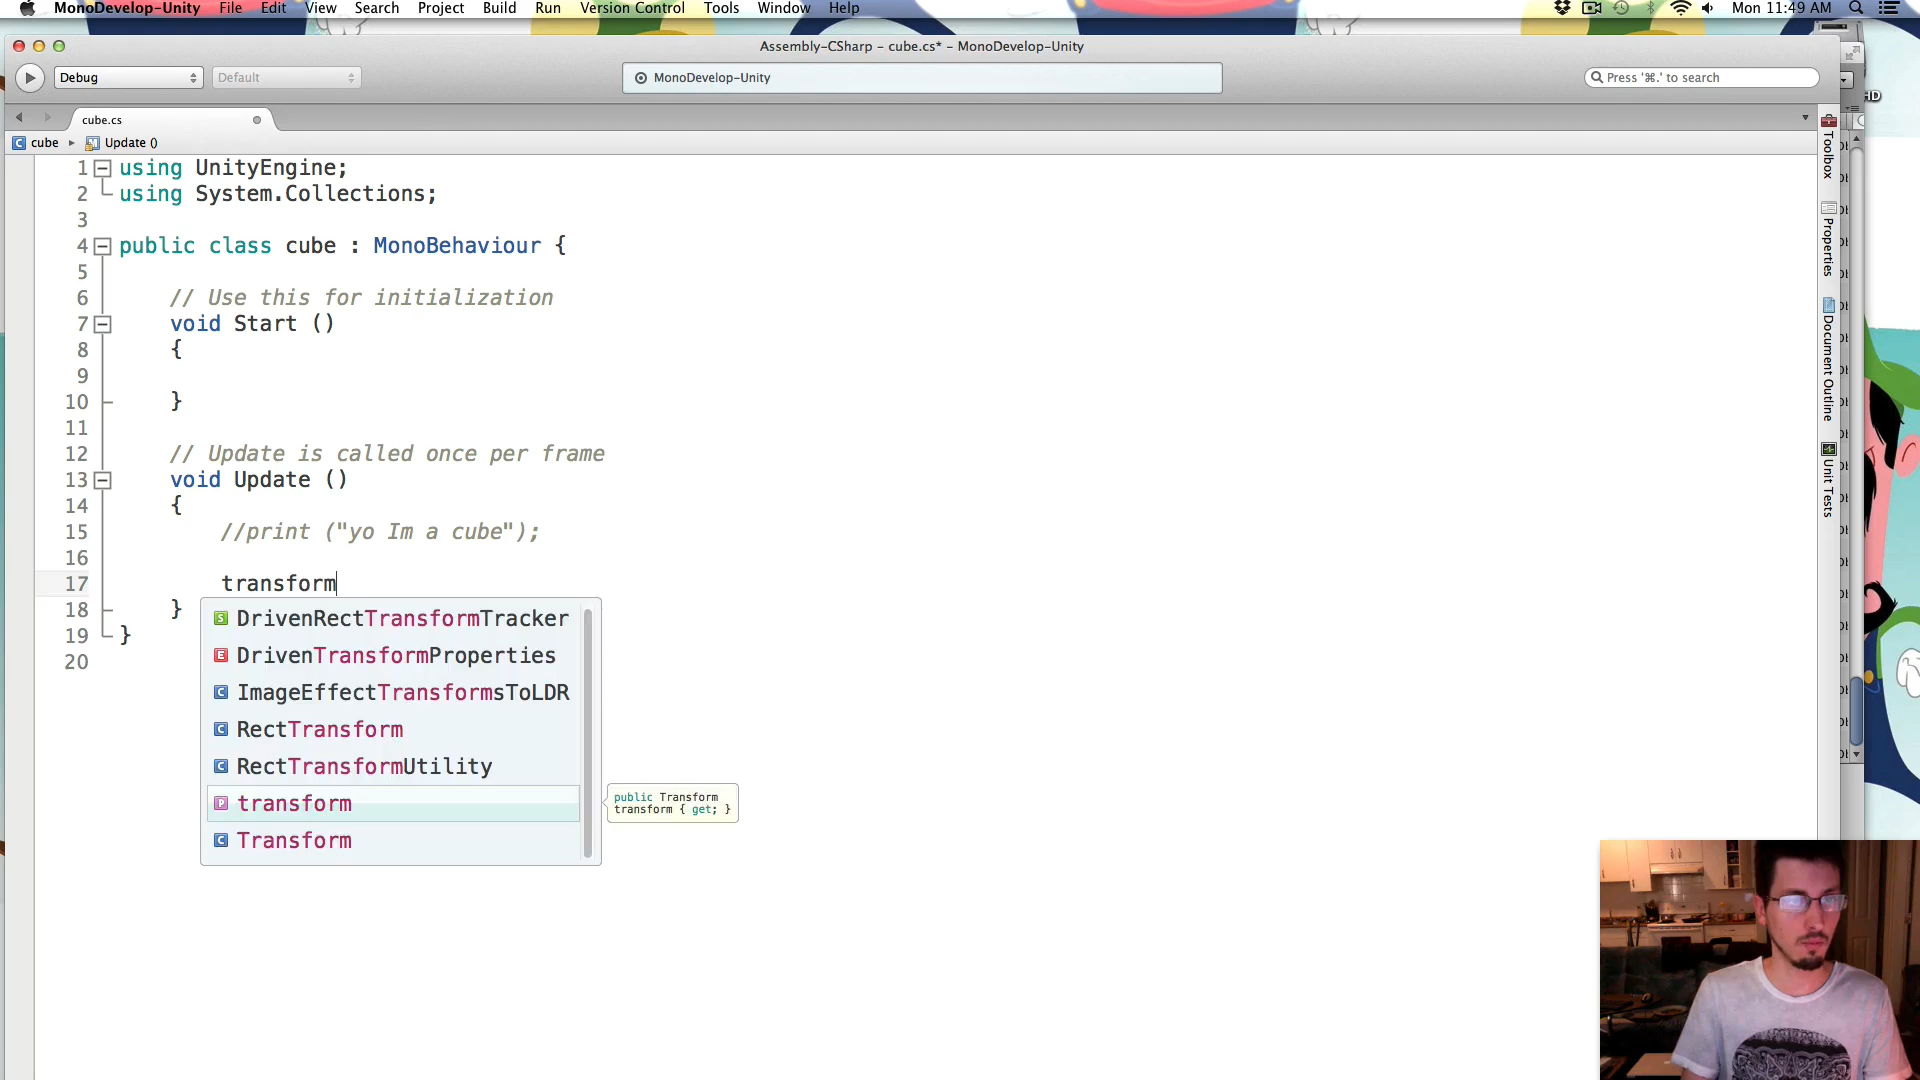 MonoDevelop-Unity File Edit View Search Project Build Run Version Control Tools Window Help Mon 11:49 AM
Assembly-CSharp – cube.cs* – MonoDevelop-Unity
Debug Default MonoDevelop-Unity Press '⌘.' to search
HD
cube.cs
cube Update ()
1 using UnityEngine;
2 using System.Collections;
3
4 public class cube : MonoBehaviour {
5
6 // Use this for initialization
7 void Start ()
8 {
9
10 }
11
12 // Update is called once per frame
13 void Update ()
14 {
15 //print ("yo Im a cube");
16
17 transform
18 }
19 }
20
DrivenRectTransformTracker
DrivenTransformProperties
ImageEffectTransformsToLDR
RectTransform
RectTransformUtility
transform
Transform
public Transform
transform { get; }
Toolbox
Properties
Document Outline
Unit Tests